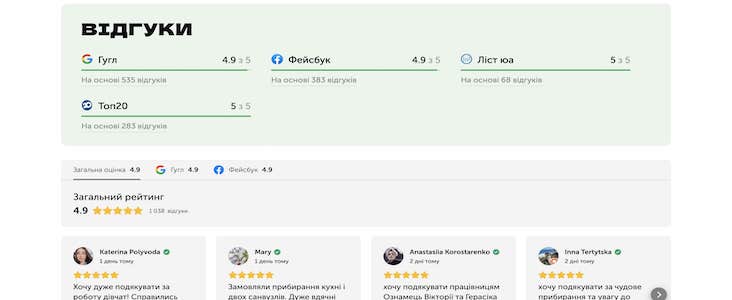 ВІДГУКИ
Гугл 4.9 з 5
Фейсбук 4.9 з 5
Ліст юа 5 з 5
На основі 535 відгуків
На основі 383 відгуків
На основі 68 відгуків
Топ20 5 з 5
На основі 283 відгуків
Загальна оцінка 4.9 Гугл 4.9 Фейсбук 4.9
Загальний рейтинг
4.9 1 038 відгуки
Katerina Polyvoda
1 день тому
Хочу дуже подякувати за
роботу дівчат! Справились
Mary
1 день тому
Замовляли прибирання кухні і
двох санвузлів. Дуже вдячні
Anastasiia Korostarenko
2 дні тому
хочу подякувати працівницям
Ознамець Вікторії та Герасіка
Inna Tertytska
2 дні тому
хочу подякувати за чудове
прибирання та увагу до